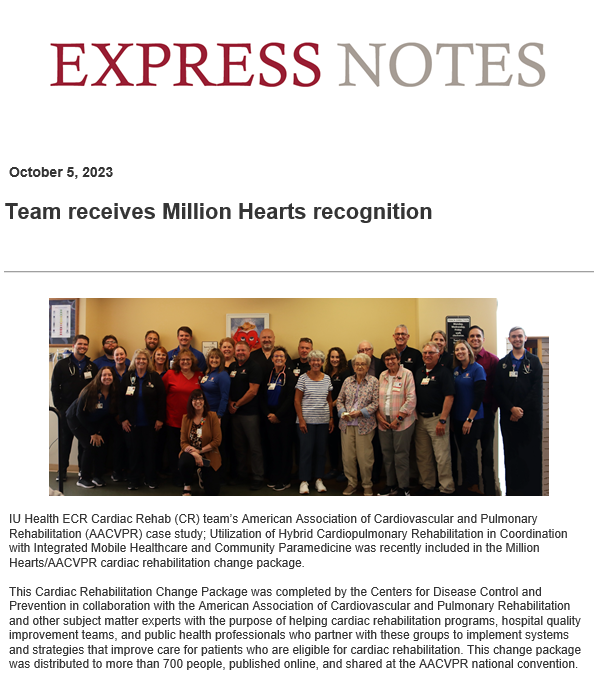 EXPRESS NOTES
October 5, 2023
Team receives Million Hearts recognition
IU Health ECR Cardiac Rehab (CR) team's American Association of Cardiovascular and Pulmonary
Rehabilitation (AACVPR) case study; Utilization of Hybrid Cardiopulmonary Rehabilitation in Coordination
with Integrated Mobile Healthcare and Community Paramedicine was recently included in the Million
Hearts/AACVPR cardiac rehabilitation change package.
This Cardiac Rehabilitation Change Package was completed by the Centers for Disease Control and
Prevention in collaboration with the American Association of Cardiovascular and Pulmonary Rehabilitation
and other subject matter experts with the purpose of helping cardiac rehabilitation programs, hospital quality
improvement teams, and public health professionals who partner with these groups to implement systems
and strategies that improve care for patients who are eligible for cardiac rehabilitation. This change package
was distributed to more than 700 people, published online, and shared at the AACVPR national convention.